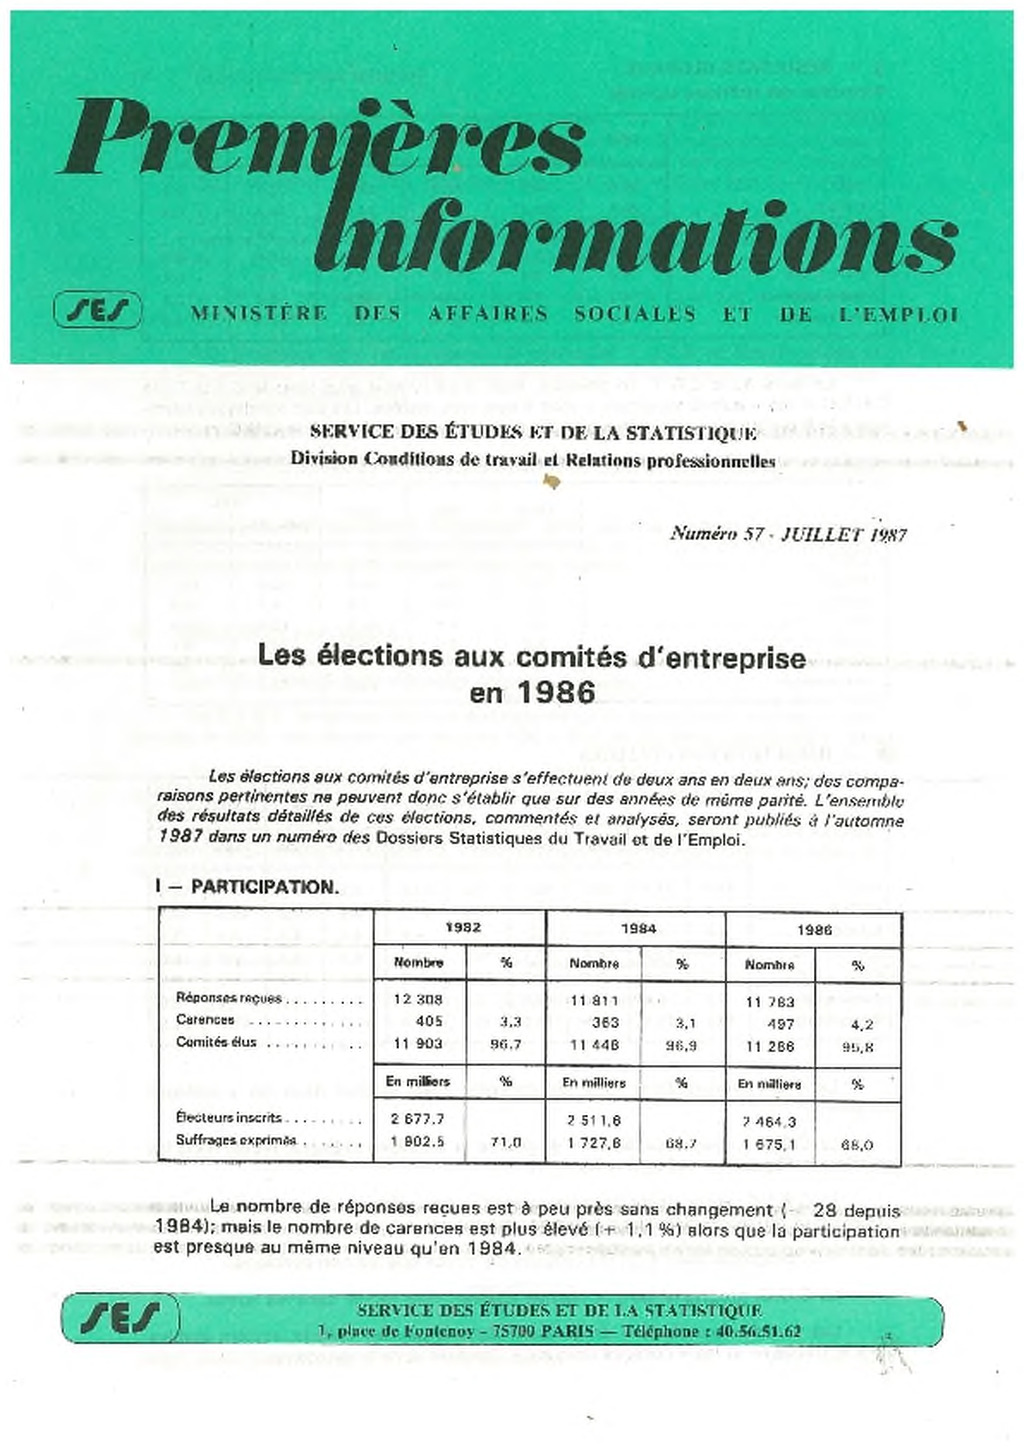 Premières
Informations
SES MINISTÈRE DES AFFAIRES SOCIALES ET DE L'EMPLOI
SERVICE DES ÉTUDES ET DE LA STATISTIQUE
Division Conditions de travail et Relations professionnelles
Numéro 57 - JUILLET 1987
Les élections aux comités d'entreprise
en 1986
Les élections aux comités d'entreprise s'effectuent de deux ans en deux ans; des compa-
raisons pertinentes ne peuvent donc s'établir que sur des années de même parité. L'ensemble
des résultats détaillés de ces élections, commentés et analysés, seront publiés à l'automne
1987 dans un numéro des Dossiers Statistiques du Travail et de l'Emploi.
I — PARTICIPATION.
1982 1984 1986
Nombre % Nombre % Nombre %
Réponses reçues . . . . . . . . . 12 308 11 811 11 783
Carences . . . . . . . . . . . . 405 3,3 363 3,1 497 4,2
Comités élus . . . . . . . . . . . 11 903 96,7 11 448 96,9 11 286 95,8
En milliers % En milliers % En milliers %
Électeurs inscrits . . . . . . . . . 2 677,7 2 511,6 2 464,3
Suffrages exprimés . . . . . . . . 1 902,5 71,0 1 727,6 68,7 1 675,1 68,0
Le nombre de réponses reçues est à peu près sans changement (- 28 depuis
1984); mais le nombre de carences est plus élevé (+ 1,1 %) alors que la participation
est presque au même niveau qu'en 1984.
SES SERVICE DES ÉTUDES ET DE LA STATISTIQUE
1, place de Fontenoy - 75700 PARIS — Téléphone : 40.56.51.62